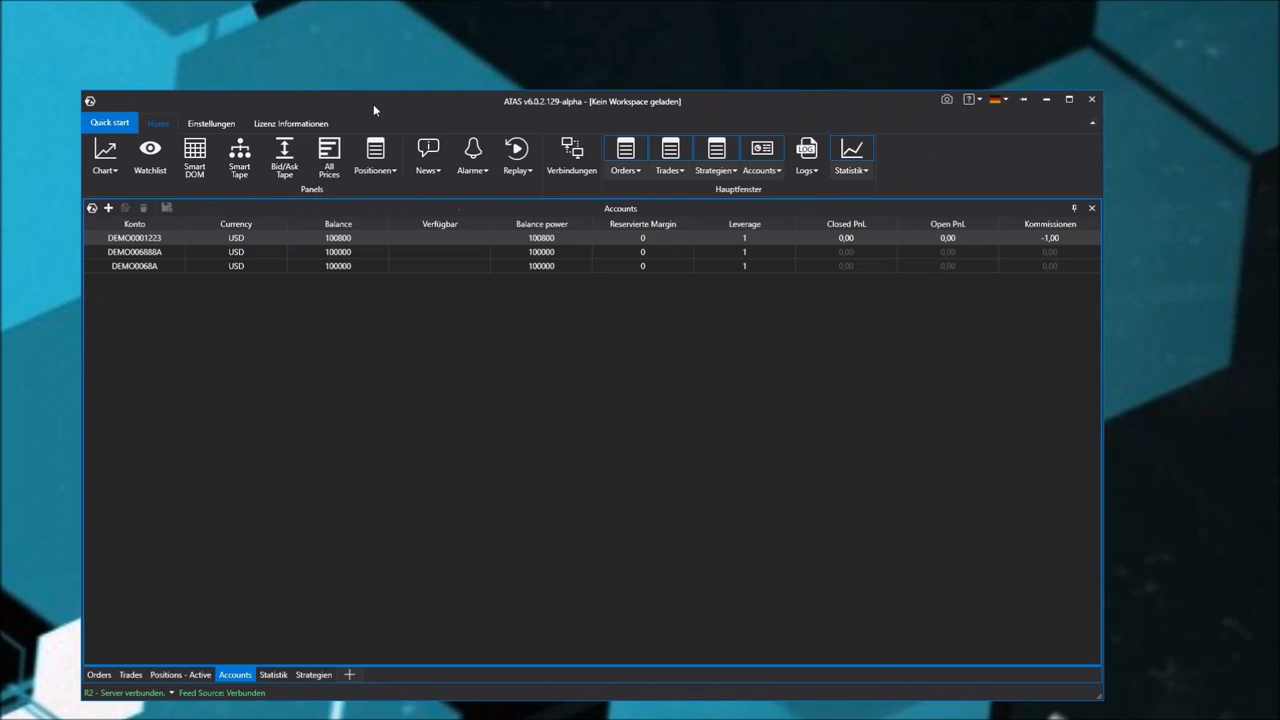 ATAS v6.0.2.129-alpha - [Kein Workspace geladen]
Quick start Home Einstellungen Lizenz Informationen
Chart Watchlist Smart DOM Smart Tape Bid/Ask Tape All Prices Positionen News Alarme Replay Verbindungen Orders Trades Strategien Accounts LOG Logs Statistik
Panels Hauptfenster
Accounts
Konto Currency Balance Verfügbar Balance power Reservierte Margin Leverage Closed PnL Open PnL Kommissionen
DEMO0001223 USD 100800 100800 0 1 0,00 0,00 -1,00
DEMO006888A USD 100000 100000 0 1 0,00 0,00 0,00
DEMO0068A USD 100000 100000 0 1 0,00 0,00 0,00
Orders Trades Positions - Active Accounts Statistik Strategien
R2 - Server verbunden. Feed Source: Verbunden